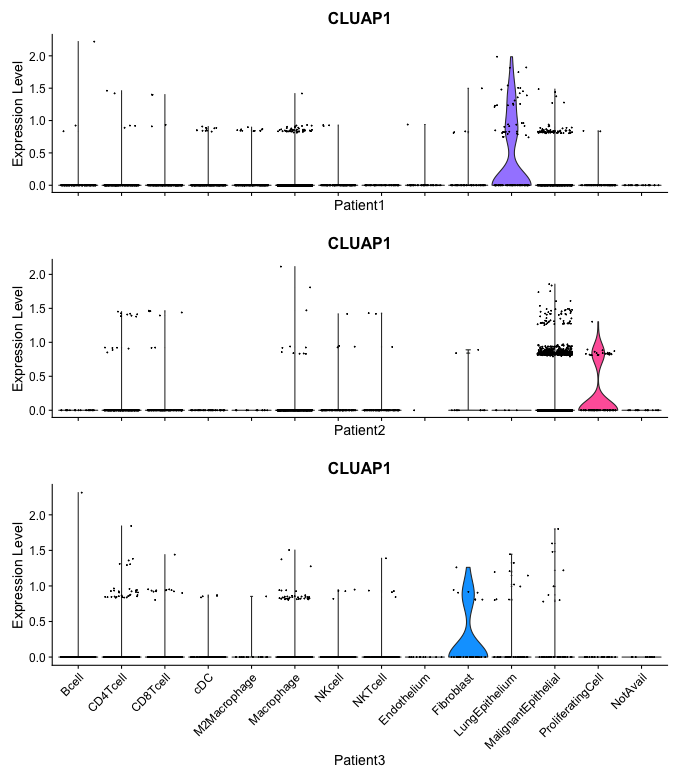 CLUAP1
2.0
1.5
1.0
0.5
0.0
Expression Level
Patient1
CLUAP1
2.0
1.5
1.0
0.5
0.0
Expression Level
Patient2
CLUAP1
2.0
1.5
1.0
0.5
0.0
Expression Level
Bcell
CD4Tcell
CD8Tcell
cDC
M2Macrophage
Macrophage
NKcell
NKTcell
Endothelium
Fibroblast
LungEpithelium
MalignantEpithelial
ProliferatingCell
NotAvail
Patient3